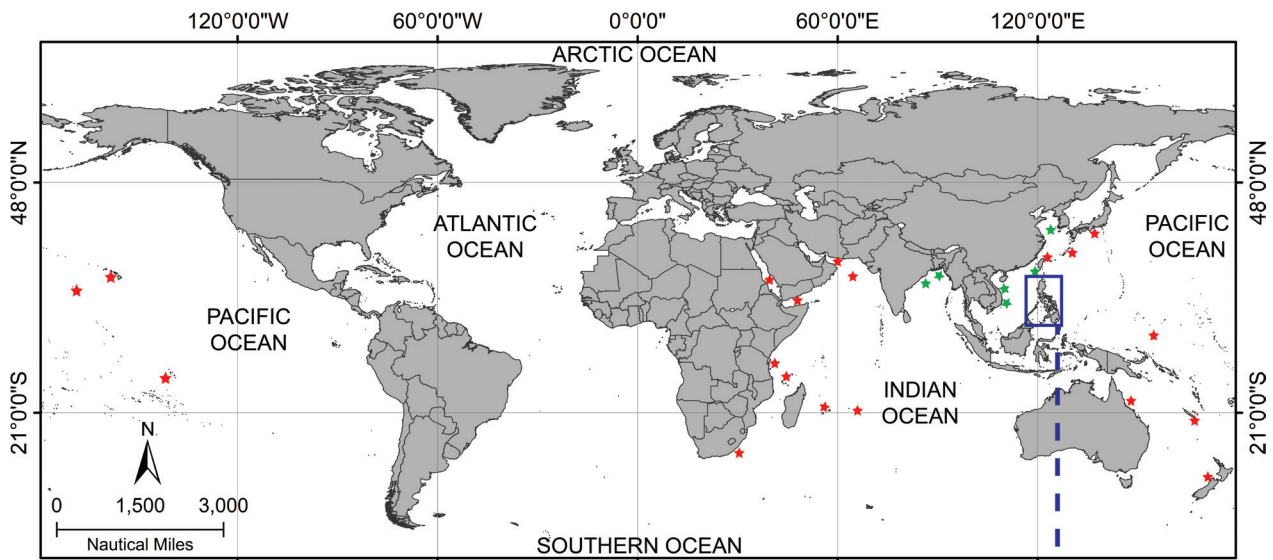 120°0'0"W 60°0'0"W 0°0'0" 60°0'0"E 120°0'0"E
ARCTIC OCEAN
48°0'0"N 48°0'0"N
ATLANTIC
OCEAN
PACIFIC
OCEAN
PACIFIC
OCEAN
INDIAN
OCEAN
21°0'0"S 21°0'0"S
N
0 1,500 3,000
Nautical Miles
SOUTHERN OCEAN